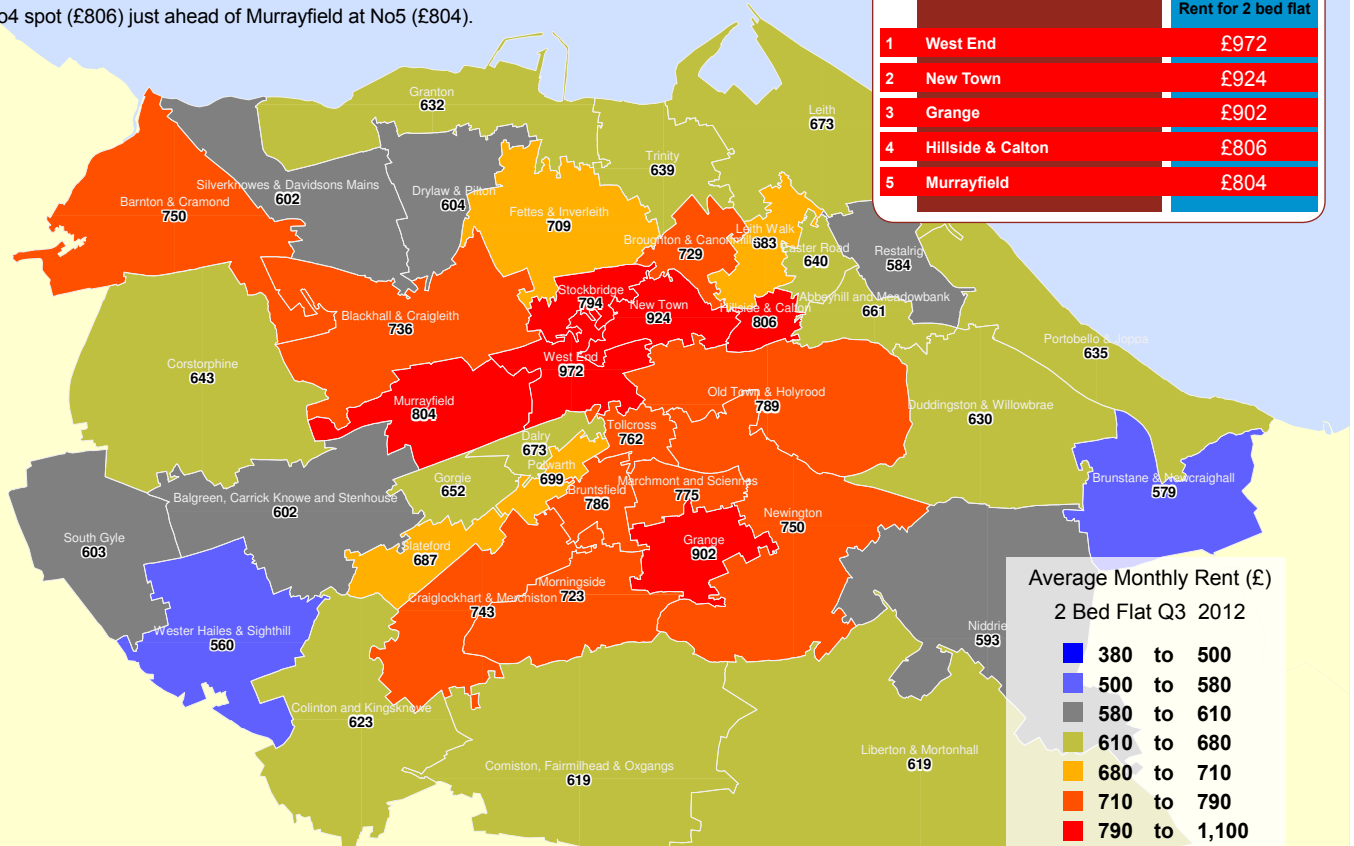 o4 spot (£806) just ahead of Murrayfield at No5 (£804).
Rent for 2 bed flat
1 West End £972
2 New Town £924
3 Grange £902
4 Hillside & Calton £806
5 Murrayfield £804
Granton
632
Leith
673
Trinity
639
Silverknowes & Davidsons Mains
602
Drylaw & Pilton
604
Barnton & Cramond
750
Fettes & Inverleith
709
Broughton & Canonmills
729
Leith Walk
683
Easter Road
640
Restalrig
584
Stockbridge
794
New Town
924
Hillside & Calton
806
Abbeyhill and Meadowbank
661
Blackhall & Craigleith
736
Portobello & Joppa
635
Corstorphine
643
West End
972
Murrayfield
804
Old Town & Holyrood
789
Duddingston & Willowbrae
630
Tollcross
762
Dalry
673
Polwarth
699
Gorgie
652
Bruntsfield
786
Marchmont and Sciennes
775
Brunstane & Newcraighall
579
Balgreen, Carrick Knowe and Stenhouse
602
Newington
750
South Gyle
603
Slateford
687
Grange
902
Morningside
723
Craiglockhart & Merchiston
743
Wester Hailes & Sighthill
560
Niddrie
593
Colinton and Kingsknowe
623
Comiston, Fairmilhead & Oxgangs
619
Liberton & Mortonhall
619
Average Monthly Rent (£)
2 Bed Flat Q3 2012
380 to 500
500 to 580
580 to 610
610 to 680
680 to 710
710 to 790
790 to 1,100